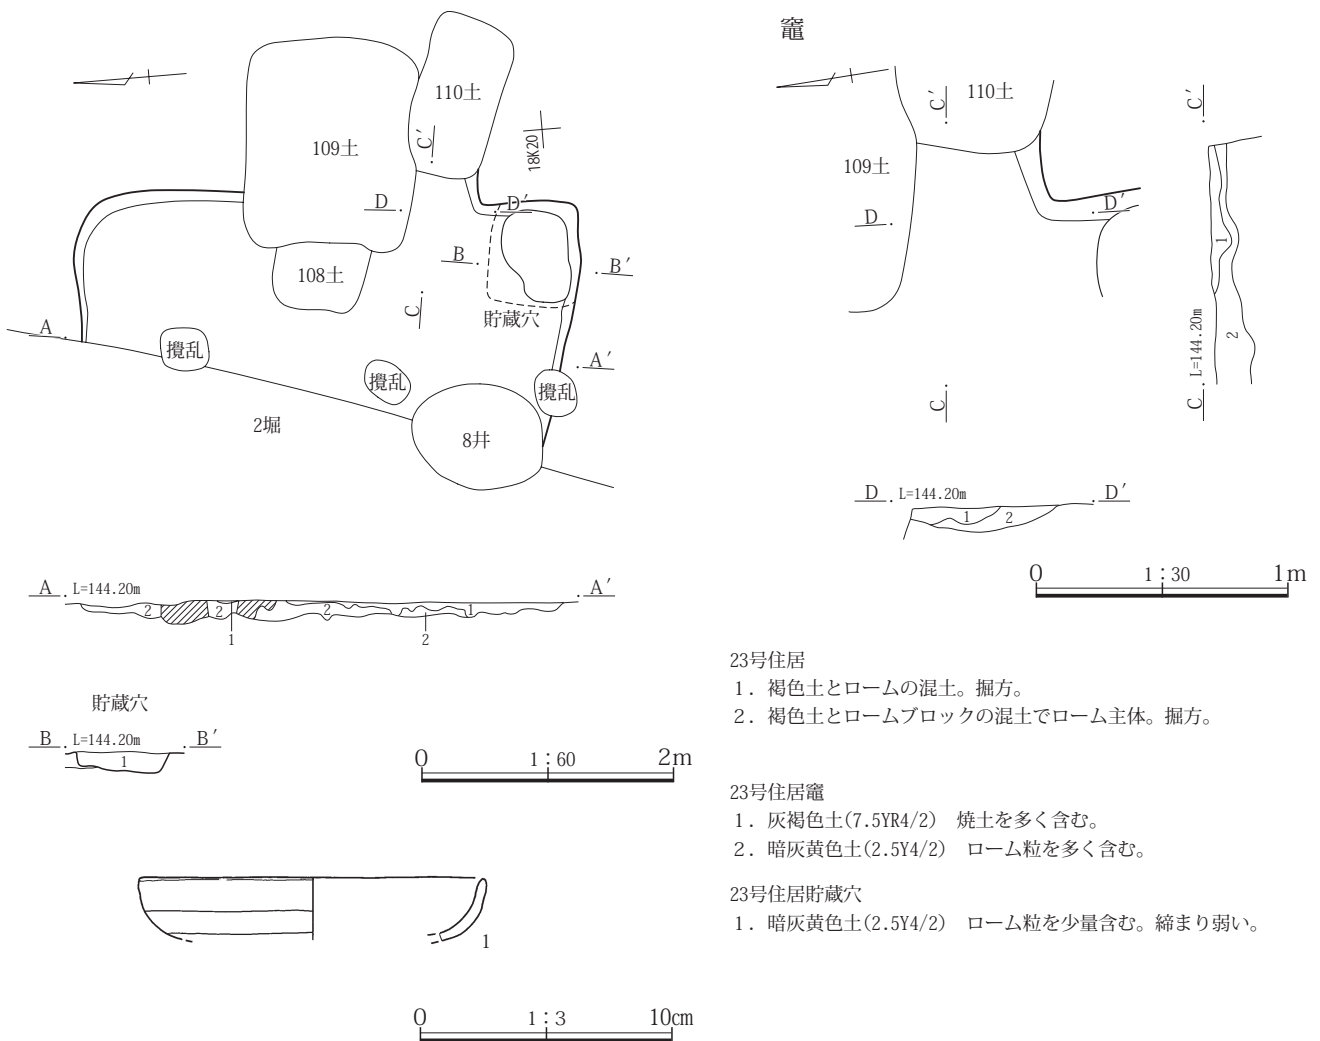 竈
110土
109土
C′
18K20
D
D′
B
B′
108土
C
貯蔵穴
A
A′
攪乱
攪乱
攪乱
2堀
8井
C′
110土
109土
D
D′
C
C′
1
2
C L=144.20m
D L=144.20m D′
1
2
0 1：30 1m
A L=144.20m A′
2
2
2
1
1
2
貯蔵穴
B L=144.20m B′
1
0 1：60 2m
23号住居
1．褐色土とロームの混土。掘方。
2．褐色土とロームブロックの混土でローム主体。掘方。
23号住居竈
1．灰褐色土(7.5YR4/2)　焼土を多く含む。
2．暗灰黄色土(2.5Y4/2)　ローム粒を多く含む。
23号住居貯蔵穴
1．暗灰黄色土(2.5Y4/2)　ローム粒を少量含む。締まり弱い。
1
0 1：3 10cm